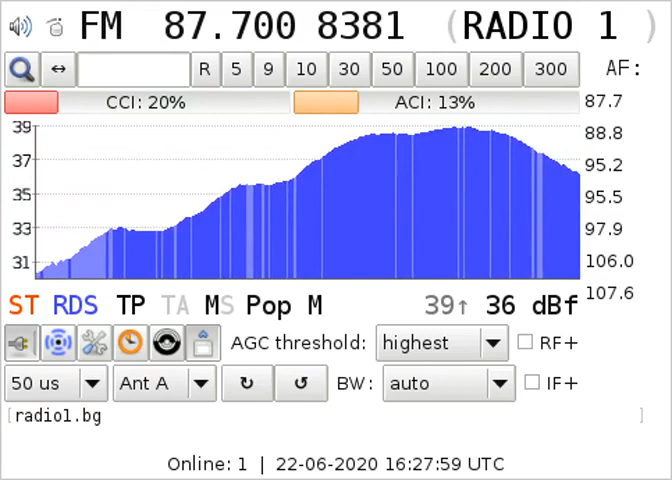 FM 87.700 8381 (RADIO 1 )
↔ R 5 9 10 30 50 100 200 300 AF:
CCI: 20% ACI: 13% 87.7
39 88.8
37 95.2
35 95.5
33 97.9
31 106.0
107.6
ST RDS TP TA MS Pop M 39↑ 36 dBf
AGC threshold: highest RF+
50 us Ant A ↻ ↺ BW: auto IF+
[radio1.bg ]
Online: 1 | 22-06-2020 16:27:59 UTC